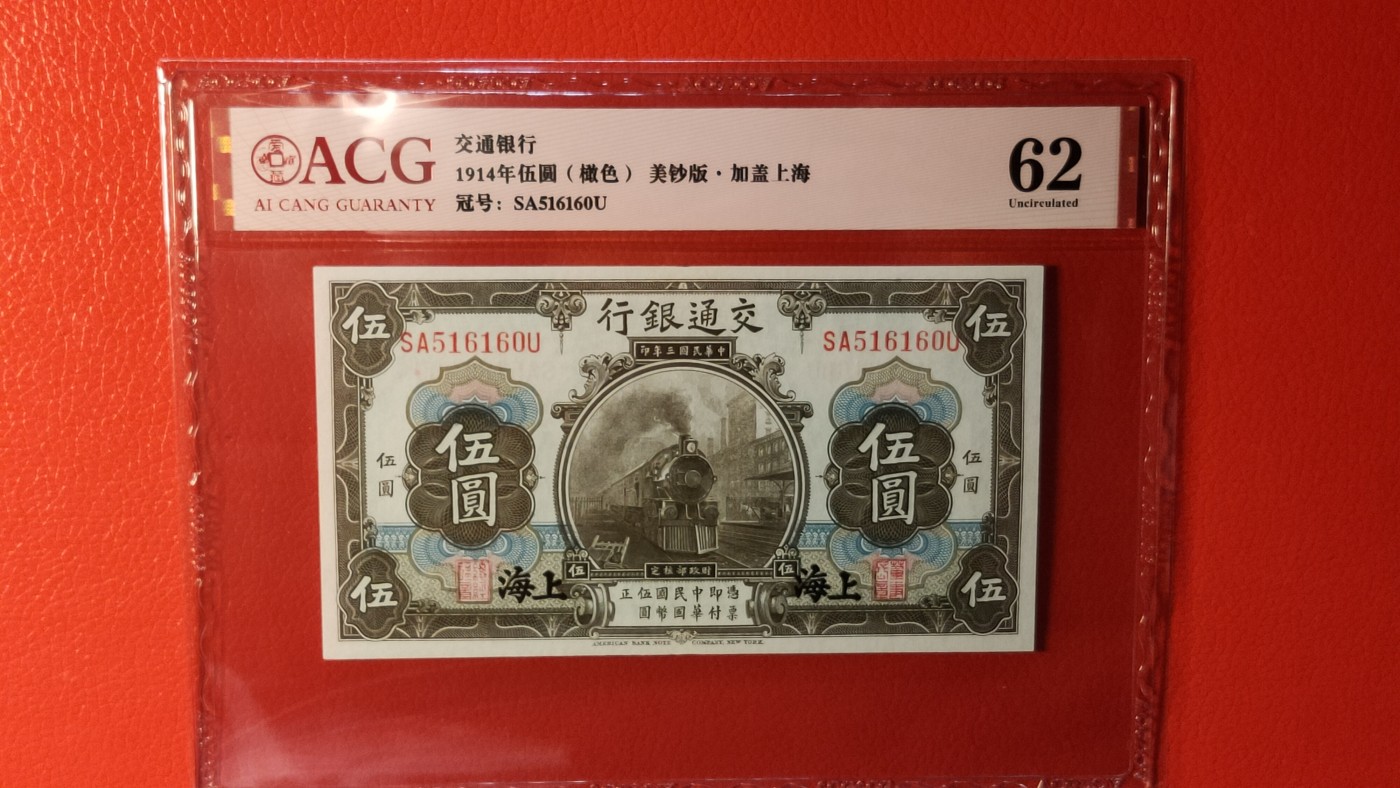 ACG
AI CANG GUARANTY
交通银行
1914年伍圆（橄色） 美钞版·加盖上海
冠号：SA516160U
62
Uncirculated
伍
行銀通交
伍
SA516160U
SA516160U
印年三國民華中
伍圓
伍圓
伍圓
伍圓
伍
定核部政財
伍
海上
海上
伍
正伍國民中即憑
圓幣國華付票
伍
AMERICAN BANK NOTE COMPANY, NEW YORK.